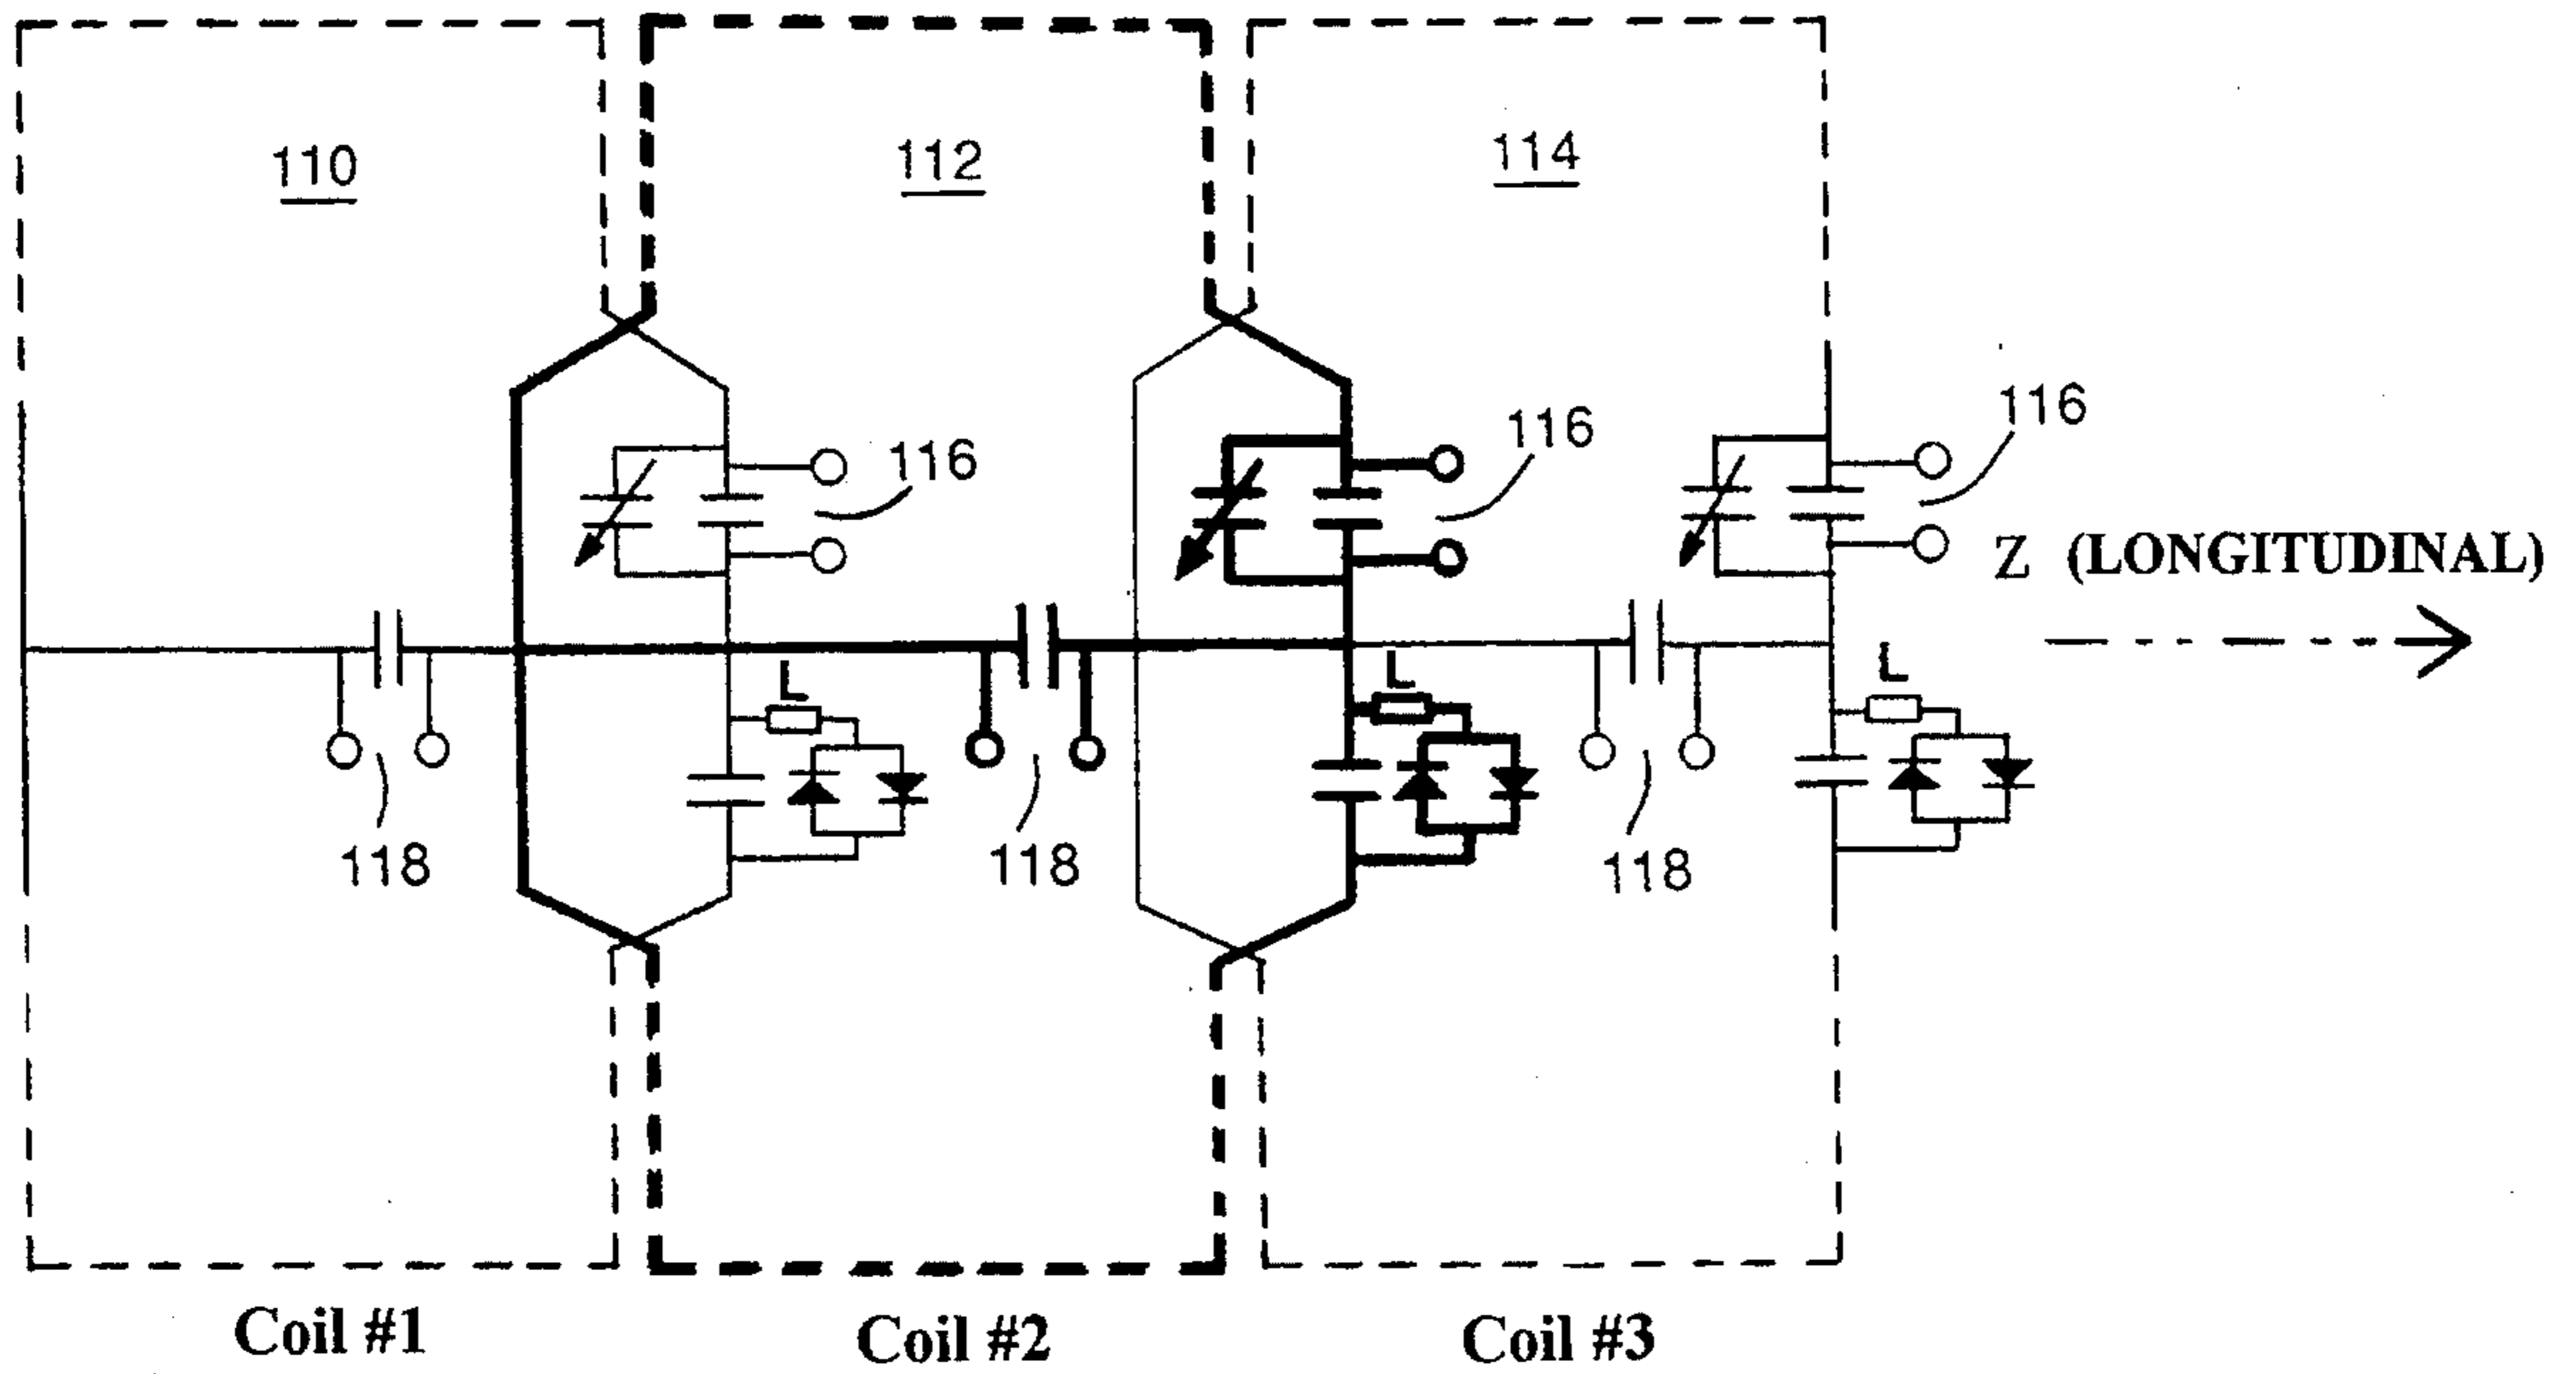 110
112
114
116
116
116
Z (LONGITUDINAL)
L
L
L
118
118
118
Coil #1
Coil #2
Coil #3